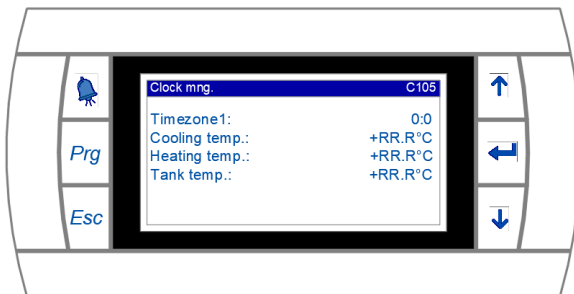 Clock mng. C105
Timezone1: 0:0
Cooling temp.: +RR.R°C
Heating temp.: +RR.R°C
Tank temp.: +RR.R°C
Prg
Esc